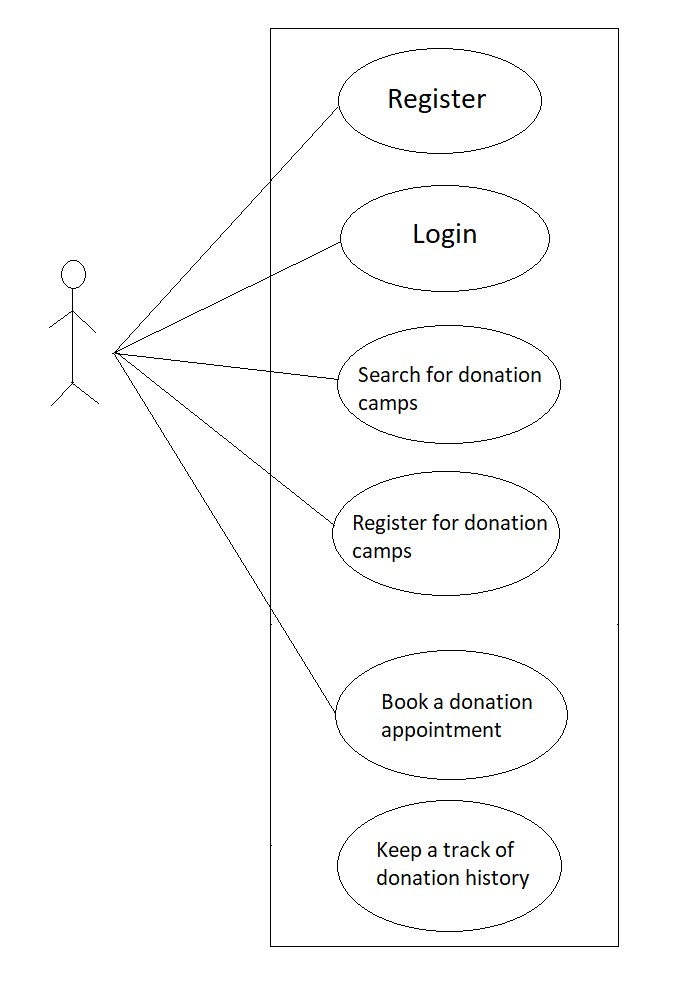 Register
Login
Search for donation
camps
Register for donation
camps
Book a donation
appointment
Keep a track of
donation history